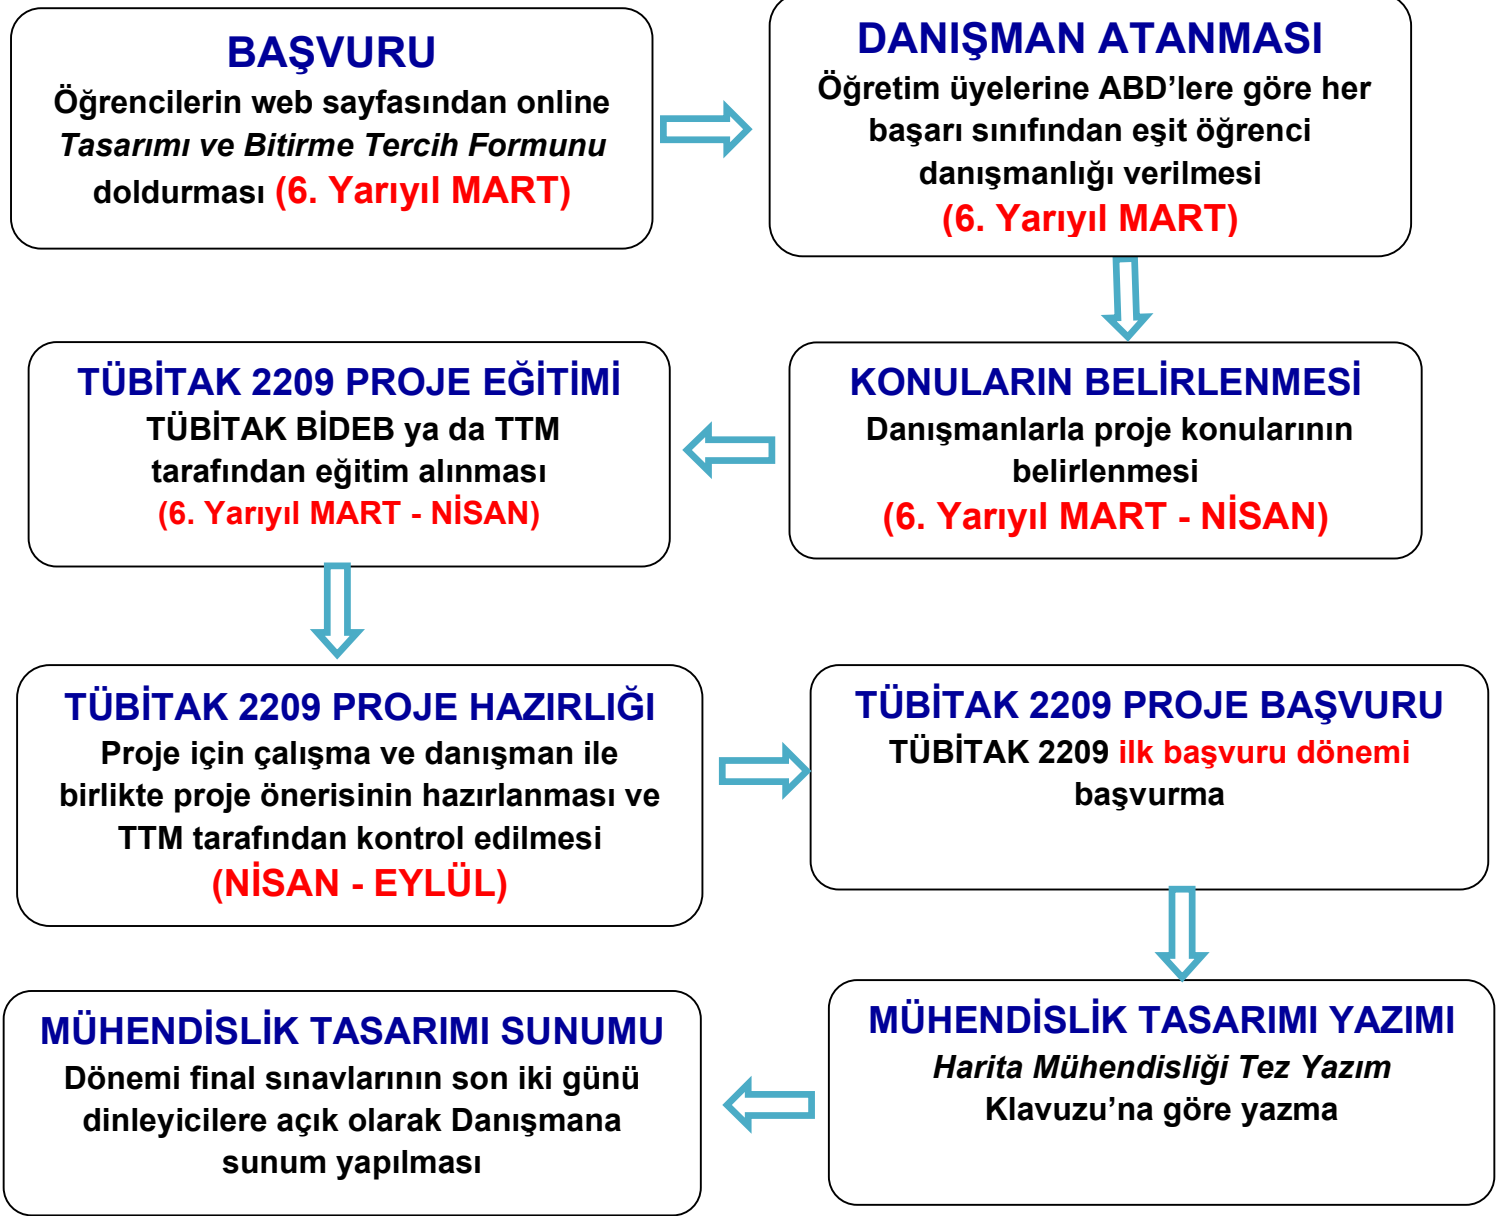 BAŞVURU
Öğrencilerin web sayfasından online
Tasarımı ve Bitirme Tercih Formunu
doldurması (6. Yarıyıl MART)
DANIŞMAN ATANMASI
Öğretim üyelerine ABD’lere göre her
başarı sınıfından eşit öğrenci
danışmanlığı verilmesi
(6. Yarıyıl MART)
KONULARIN BELİRLENMESİ
Danışmanlarla proje konularının
belirlenmesi
(6. Yarıyıl MART - NİSAN)
TÜBİTAK 2209 PROJE EĞİTİMİ
TÜBİTAK BİDEB ya da TTM
tarafından eğitim alınması
(6. Yarıyıl MART - NİSAN)
TÜBİTAK 2209 PROJE HAZIRLIĞI
Proje için çalışma ve danışman ile
birlikte proje önerisinin hazırlanması ve
TTM tarafından kontrol edilmesi
(NİSAN - EYLÜL)
TÜBİTAK 2209 PROJE BAŞVURU
TÜBİTAK 2209 ilk başvuru dönemi
başvurma
MÜHENDİSLİK TASARIMI YAZIMI
Harita Mühendisliği Tez Yazım
Klavuzu’na göre yazma
MÜHENDİSLİK TASARIMI SUNUMU
Dönemi final sınavlarının son iki günü
dinleyicilere açık olarak Danışmana
sunum yapılması